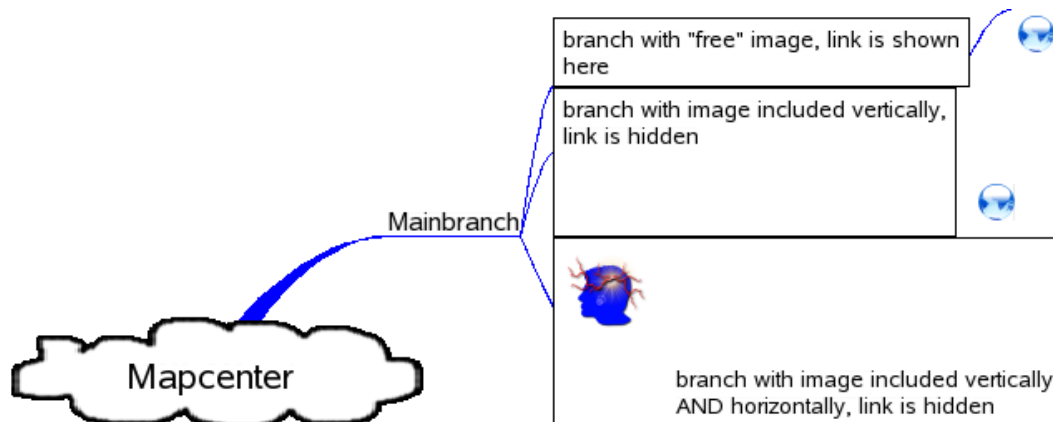 branch with "free" image, link is shown
here
branch with image included vertically,
link is hidden
Mainbranch
Mapcenter
branch with image included vertically
AND horizontally, link is hidden